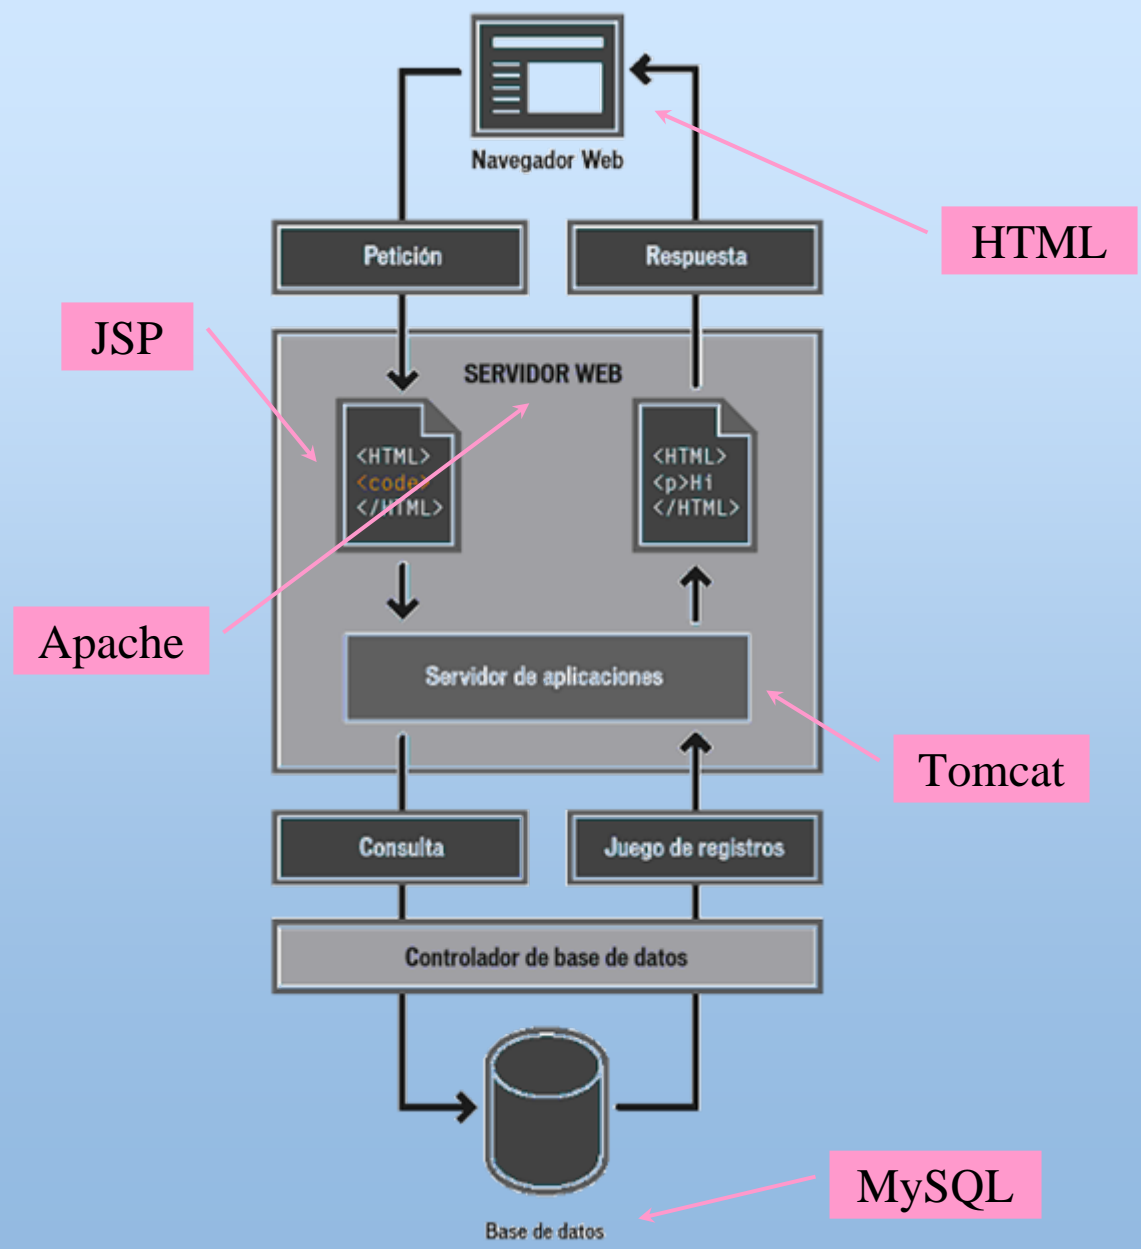 Navegador Web
HTML
Petición
Respuesta
JSP
SERVIDOR WEB
<HTML>
<code>
</HTML>
<HTML>
<p>Hi
</HTML>
Apache
Servidor de aplicaciones
Tomcat
Consulta
Juego de registros
Controlador de base de datos
MySQL
Base de datos